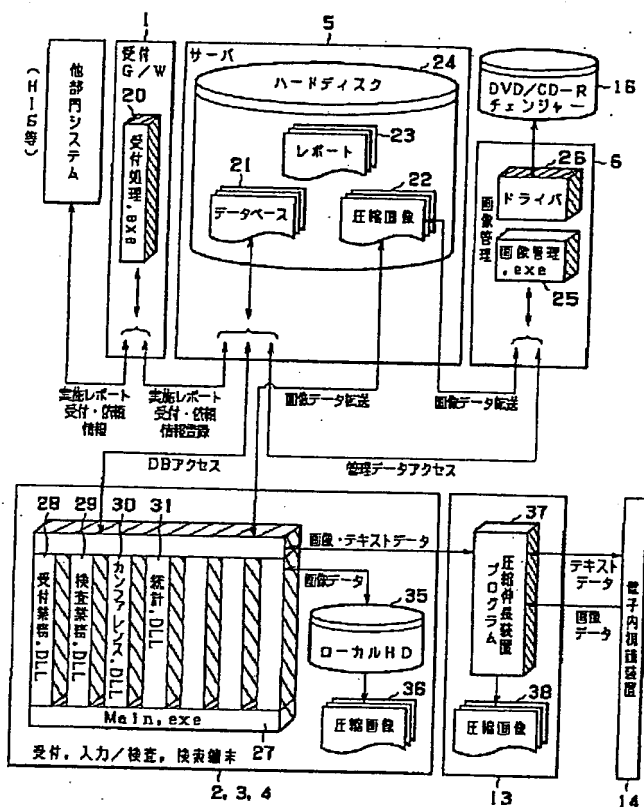 (HIS等)
他部門システム
1
受付
G/W
20
受付処理.exe
5
サーバ
24
ハードディスク
23
レポート
21
データベース
22
圧縮画像
DVD/CD-R
チェンジャー
16
6
26
ドライバ
画像管理
画像管理
.exe
25
実施レポート
受付・依頼
情報
実施レポート
受付・依頼
情報登録
画像データ転送
画像データ転送
DBアクセス
管理データアクセス
28
29
30
31
受付業務.DLL
検査業務.DLL
カンファレンス.DLL
統計.DLL
Main.exe
27
受付，入力/検査，検索端末
2, 3, 4
画像・テキストデータ
画像データ
35
ローカルHD
36
圧縮画像
37
圧縮伸長装置
プログラム
38
圧縮画像
13
テキスト
データ
画像
データ
電子内視鏡装置
14